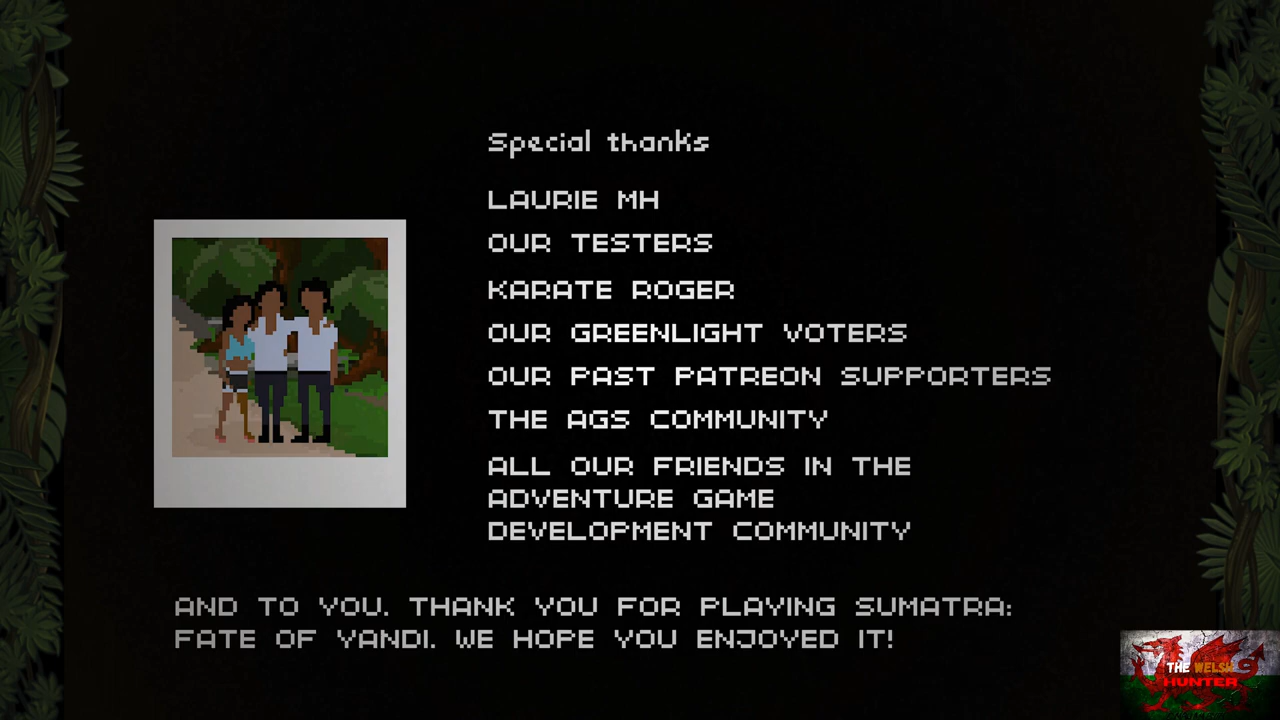 Special thanks
LAURIE MH
OUR TESTERS
KARATE ROGER
OUR GREENLIGHT VOTERS
OUR PAST PATREON SUPPORTERS
THE AGS COMMUNITY
ALL OUR FRIENDS IN THE
ADVENTURE GAME
DEVELOPMENT COMMUNITY
AND TO YOU. THANK YOU FOR PLAYING SUMATRA:
FATE OF YANDI. WE HOPE YOU ENJOYED IT!
THE WELSH
HUNTER